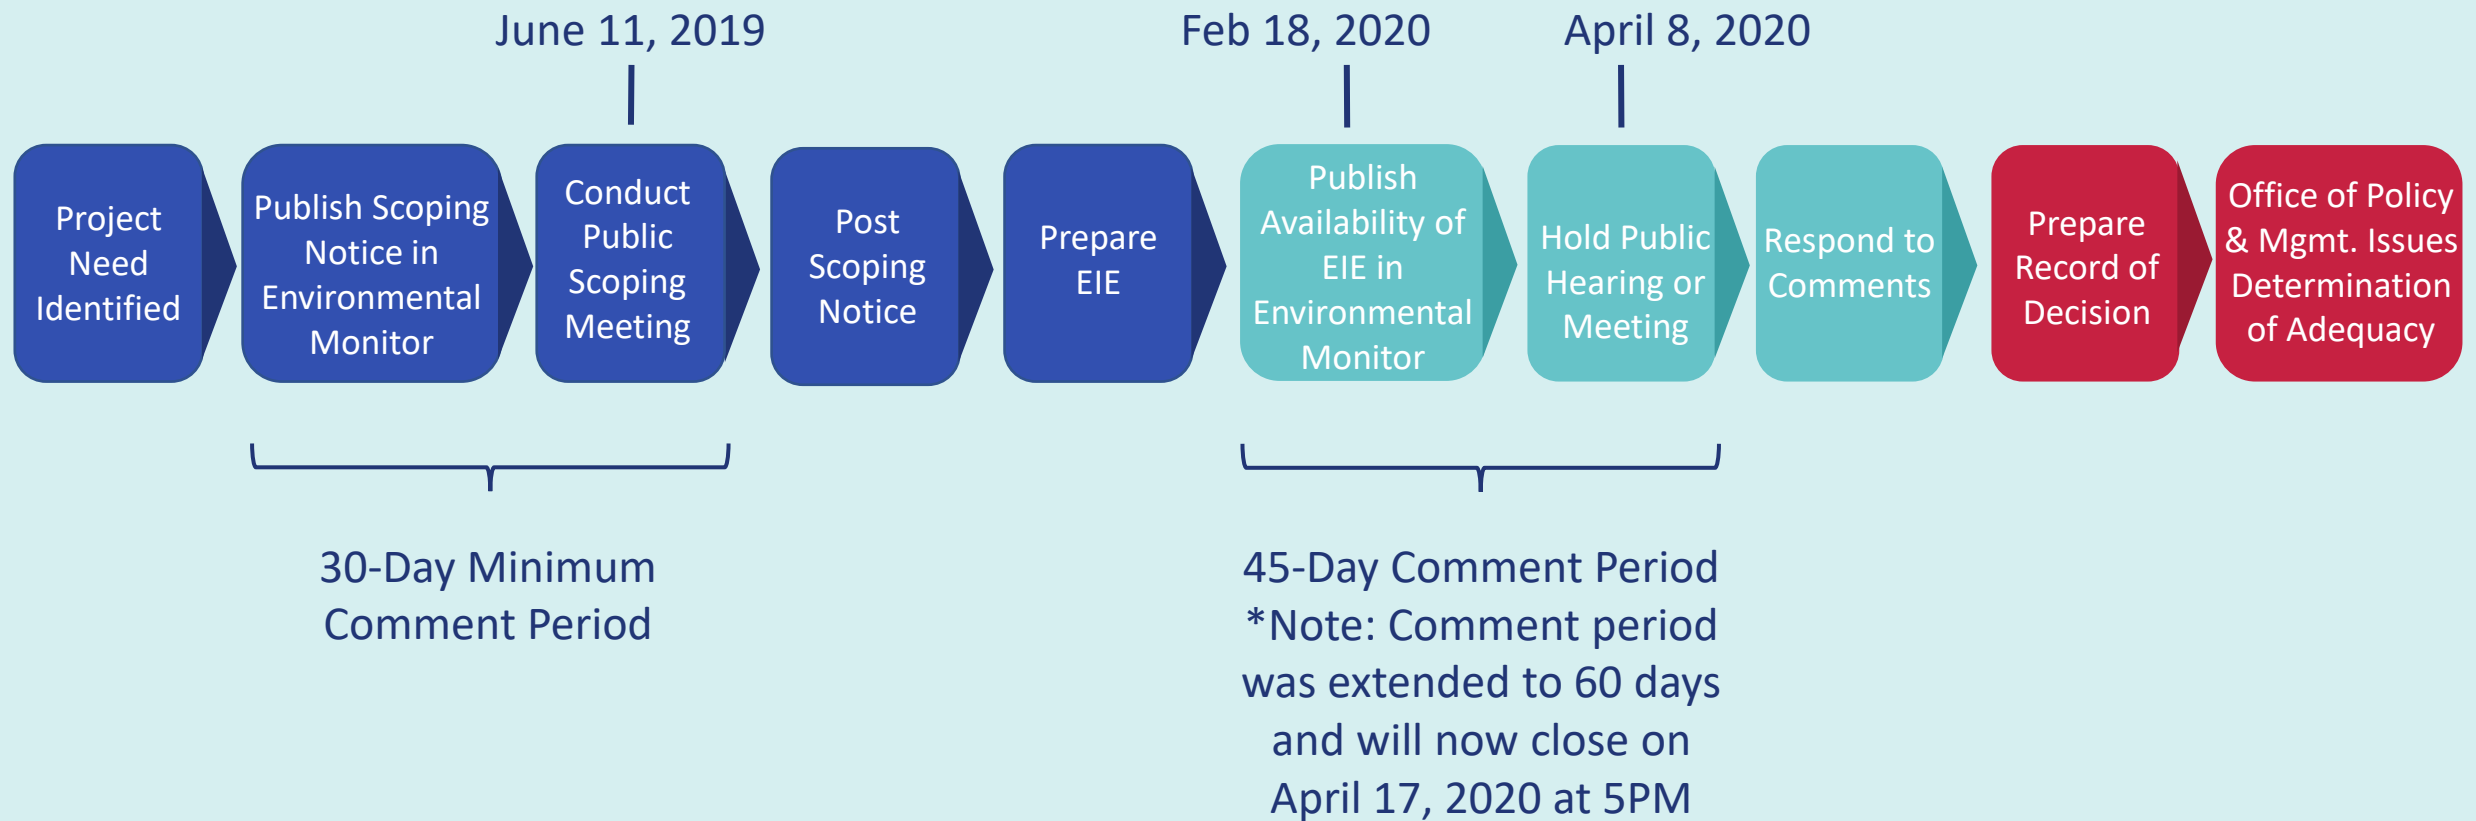 June 11, 2019
Feb 18, 2020
April 8, 2020
Project
Need
Identified
Publish Scoping
Notice in
Environmental
Monitor
Conduct
Public
Scoping
Meeting
Post
Scoping
Notice
Prepare
EIE
Publish
Availability of
EIE in
Environmental
Monitor
Hold Public
Hearing or
Meeting
Respond to
Comments
Prepare
Record of
Decision
Office of Policy
& Mgmt. Issues
Determination
of Adequacy
30-Day Minimum
Comment Period
45-Day Comment Period
*Note: Comment period
was extended to 60 days
and will now close on
April 17, 2020 at 5PM